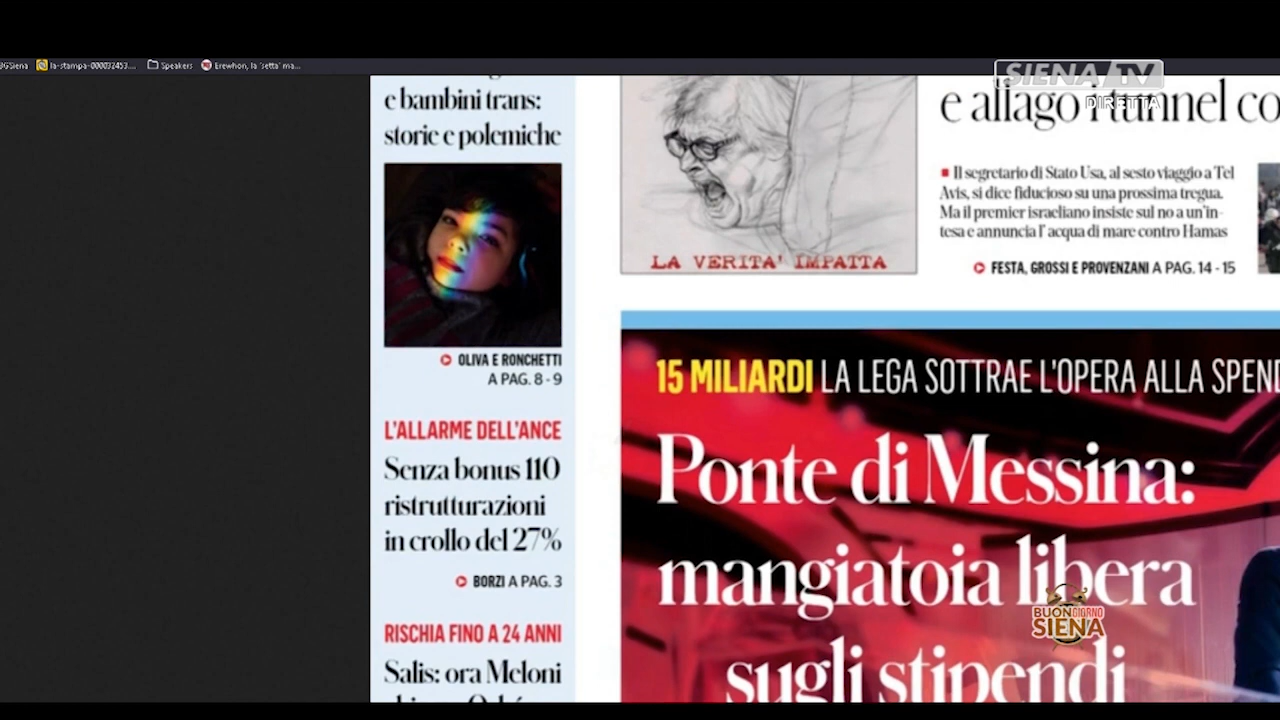 GSiena
la-stampa-000032453....
Speakers
Erewhon, la 'setta' ma...
SIENA TV
DIRETTA
e bambini trans:
storie e polemiche
OLIVA E RONCHETTI
A PAG. 8 - 9
L'ALLARME DELL'ANCE
Senza bonus 110
ristrutturazioni
in crollo del 27%
BORZI A PAG. 3
RISCHIA FINO A 24 ANNI
Salis: ora Meloni
LA VERITA' IMPATTA
e allago i tunnel co
Il segretario di Stato Usa, al sesto viaggio a Tel
Avis, si dice fiducioso su una prossima tregua.
Ma il premier israeliano insiste sul no a un'in-
tesa e annuncia l' acqua di mare contro Hamas
FESTA, GROSSI E PROVENZANI A PAG. 14 - 15
15 MILIARDI LA LEGA SOTTRAE L'OPERA ALLA SPEND
Ponte di Messina:
mangiatoia libera
sugli stipendi
BUONGIORNO
SIENA